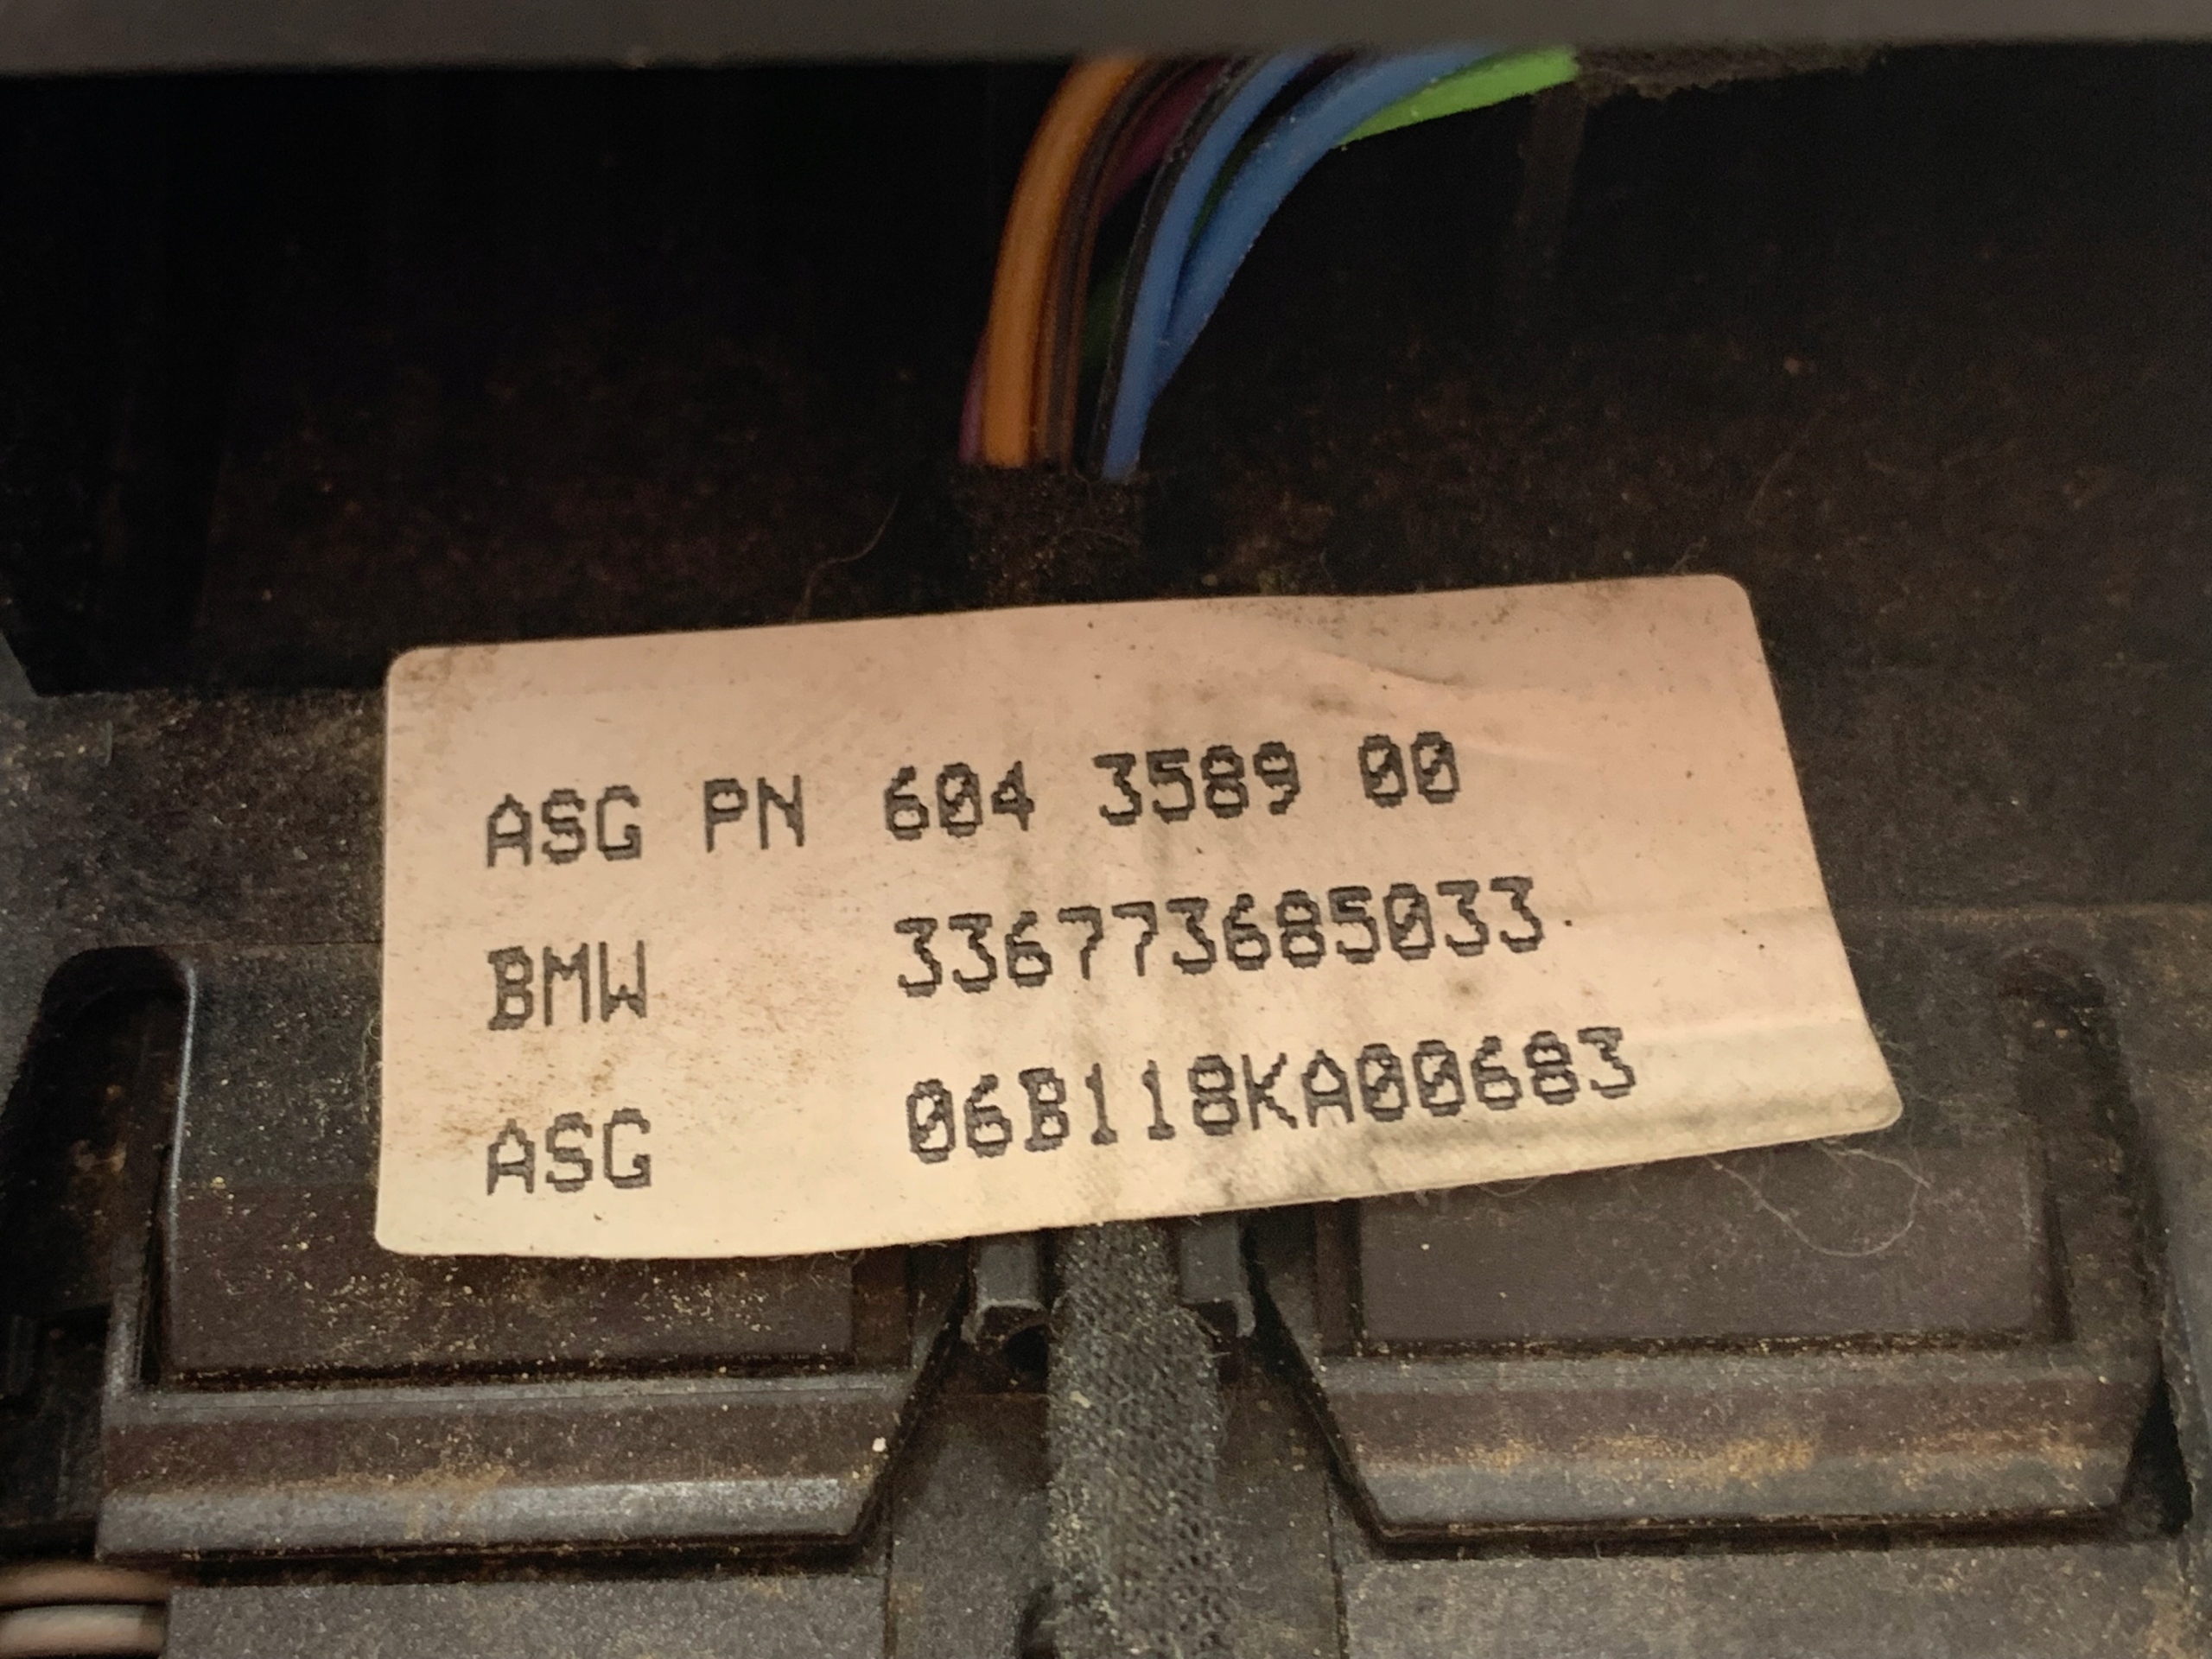 ASG PN 604 3589 00
BMW 336773685033
ASG 06B118KA00683